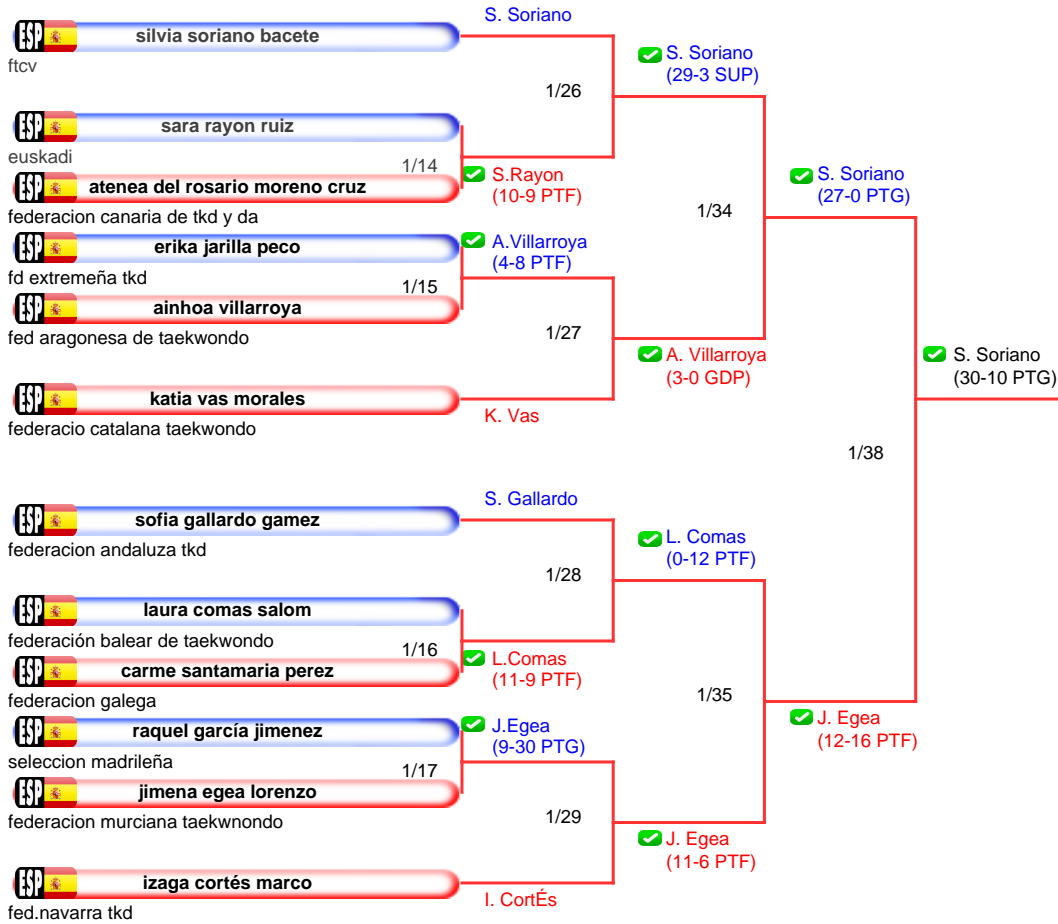 S. Soriano
ESP silvia soriano bacete
ftcv
S. Soriano
(29-3 SUP)
1/26
ESP sara rayon ruiz
euskadi
1/14
S.Rayon
(10-9 PTF)
ESP atenea del rosario moreno cruz
federacion canaria de tkd y da
S. Soriano
(27-0 PTG)
1/34
ESP erika jarilla peco
fd extremeña tkd
A.Villarroya
(4-8 PTF)
1/15
ESP ainhoa villarroya
fed aragonesa de taekwondo
1/27
A. Villarroya
(3-0 GDP)
S. Soriano
(30-10 PTG)
ESP katia vas morales
federacio catalana taekwondo
K. Vas
1/38
S. Gallardo
ESP sofia gallardo gamez
federacion andaluza tkd
L. Comas
(0-12 PTF)
1/28
ESP laura comas salom
federación balear de taekwondo
1/16
L.Comas
(11-9 PTF)
ESP carme santamaria perez
federacion galega
1/35
J. Egea
(12-16 PTF)
ESP raquel garcía jimenez
seleccion madrileña
J.Egea
(9-30 PTG)
1/17
ESP jimena egea lorenzo
federacion murciana taekwnondo
1/29
J. Egea
(11-6 PTF)
ESP izaga cortés marco
fed.navarra tkd
I. CortÉs